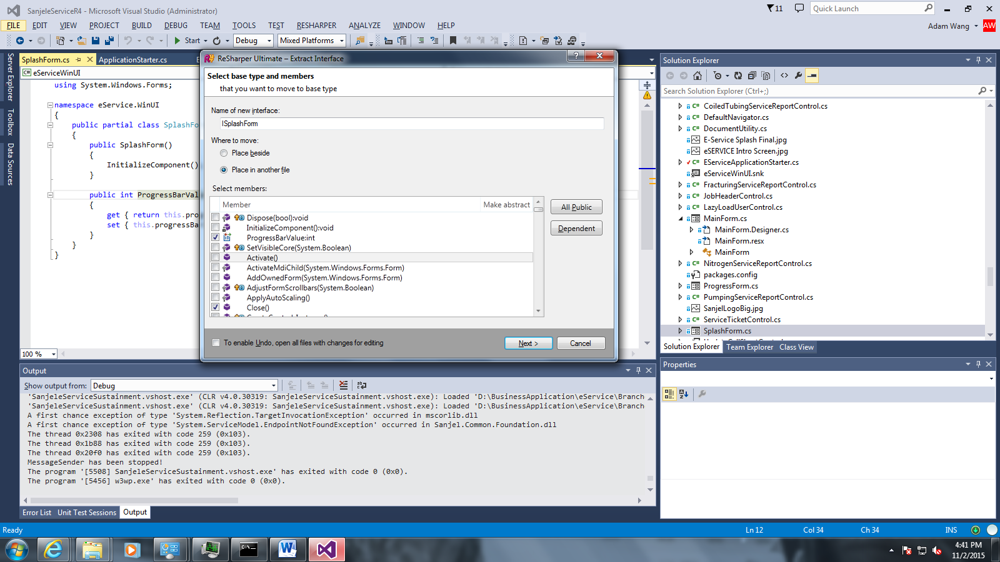 SanjeleServiceR4 - Microsoft Visual Studio (Administrator)
11
Quick Launch
FILE EDIT VIEW PROJECT BUILD DEBUG TEAM TOOLS TEST RESHARPER ANALYZE WINDOW HELP
Adam Wang AW
Start Debug Mixed Platforms
Server Explorer
Toolbox
Data Sources
SplashForm.cs ApplicationStarter.cs
eServiceWinUI
using System.Windows.Forms;
namespace eService.WinUI
{
public partial class SplashFo
{
public SplashForm()
{
InitializeComponent()
}
public int ProgressBarVal
{
get { return this.pro
set { this.progressBa
}
}
}
100 %
ReSharper Ultimate – Extract Interface
Select base type and members
that you want to move to base type
Name of new interface:
ISplashForm
Where to move:
Place beside
Place in another file
Select members:
Member Make abstract
Dispose(bool):void
InitializeComponent():void
ProgressBarValue:int
SetVisibleCore(System.Boolean)
Activate()
ActivateMdiChild(System.Windows.Forms.Form)
AddOwnedForm(System.Windows.Forms.Form)
AdjustFormScrollbars(System.Boolean)
ApplyAutoScaling()
Close()
All Public
Dependent
To enable Undo, open all files with changes for editing
Next >
Cancel
Solution Explorer
Search Solution Explorer (Ctrl+;)
CoiledTubingServiceReportControl.cs
DefaultNavigator.cs
DocumentUtility.cs
E-Service Splash Final.jpg
eSERVICE Intro Screen.jpg
EServiceApplicationStarter.cs
eServiceWinUI.snk
FracturingServiceReportControl.cs
JobHeaderControl.cs
LazyLoadUserControl.cs
MainForm.cs
MainForm.Designer.cs
MainForm.resx
MainForm
NitrogenServiceReportControl.cs
packages.config
ProgressForm.cs
PumpingServiceReportControl.cs
SanjelLogoBig.jpg
ServiceTicketControl.cs
SplashForm.cs
Solution Explorer Team Explorer Class View
Properties
Output
Show output from: Debug
'SanjeleServiceSustainment.vshost.exe' (CLR v4.0.30319: SanjeleServiceSustainment.vshost.exe): Loaded 'D:\BusinessApplication\eService\Branche
'SanjeleServiceSustainment.vshost.exe' (CLR v4.0.30319: SanjeleServiceSustainment.vshost.exe): Loaded 'D:\BusinessApplication\eService\Branche
A first chance exception of type 'System.Reflection.TargetInvocationException' occurred in mscorlib.dll
A first chance exception of type 'System.ServiceModel.EndpointNotFoundException' occurred in Sanjel.Common.Foundation.dll
The thread 0x2308 has exited with code 259 (0x103).
The thread 0x1b88 has exited with code 259 (0x103).
The thread 0x20f0 has exited with code 259 (0x103).
MessageSender has been stopped!
The program '[5508] SanjeleServiceSustainment.vshost.exe' has exited with code 0 (0x0).
The program '[5456] w3wp.exe' has exited with code 0 (0x0).
Error List Unit Test Sessions Output
Ready Ln 12 Col 34 Ch 34 INS
4:41 PM
11/2/2015